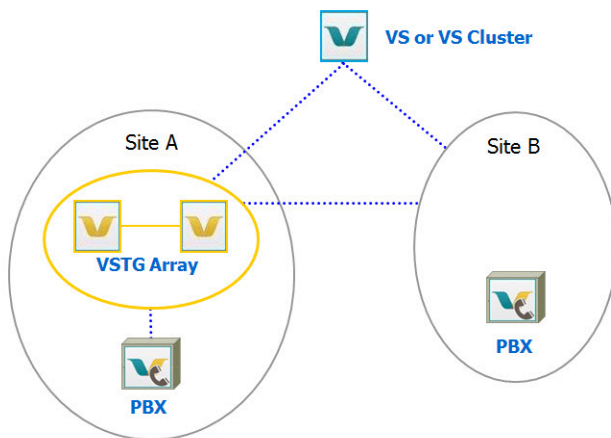 VS or VS Cluster
Site A
Site B
VSTG Array
PBX
PBX